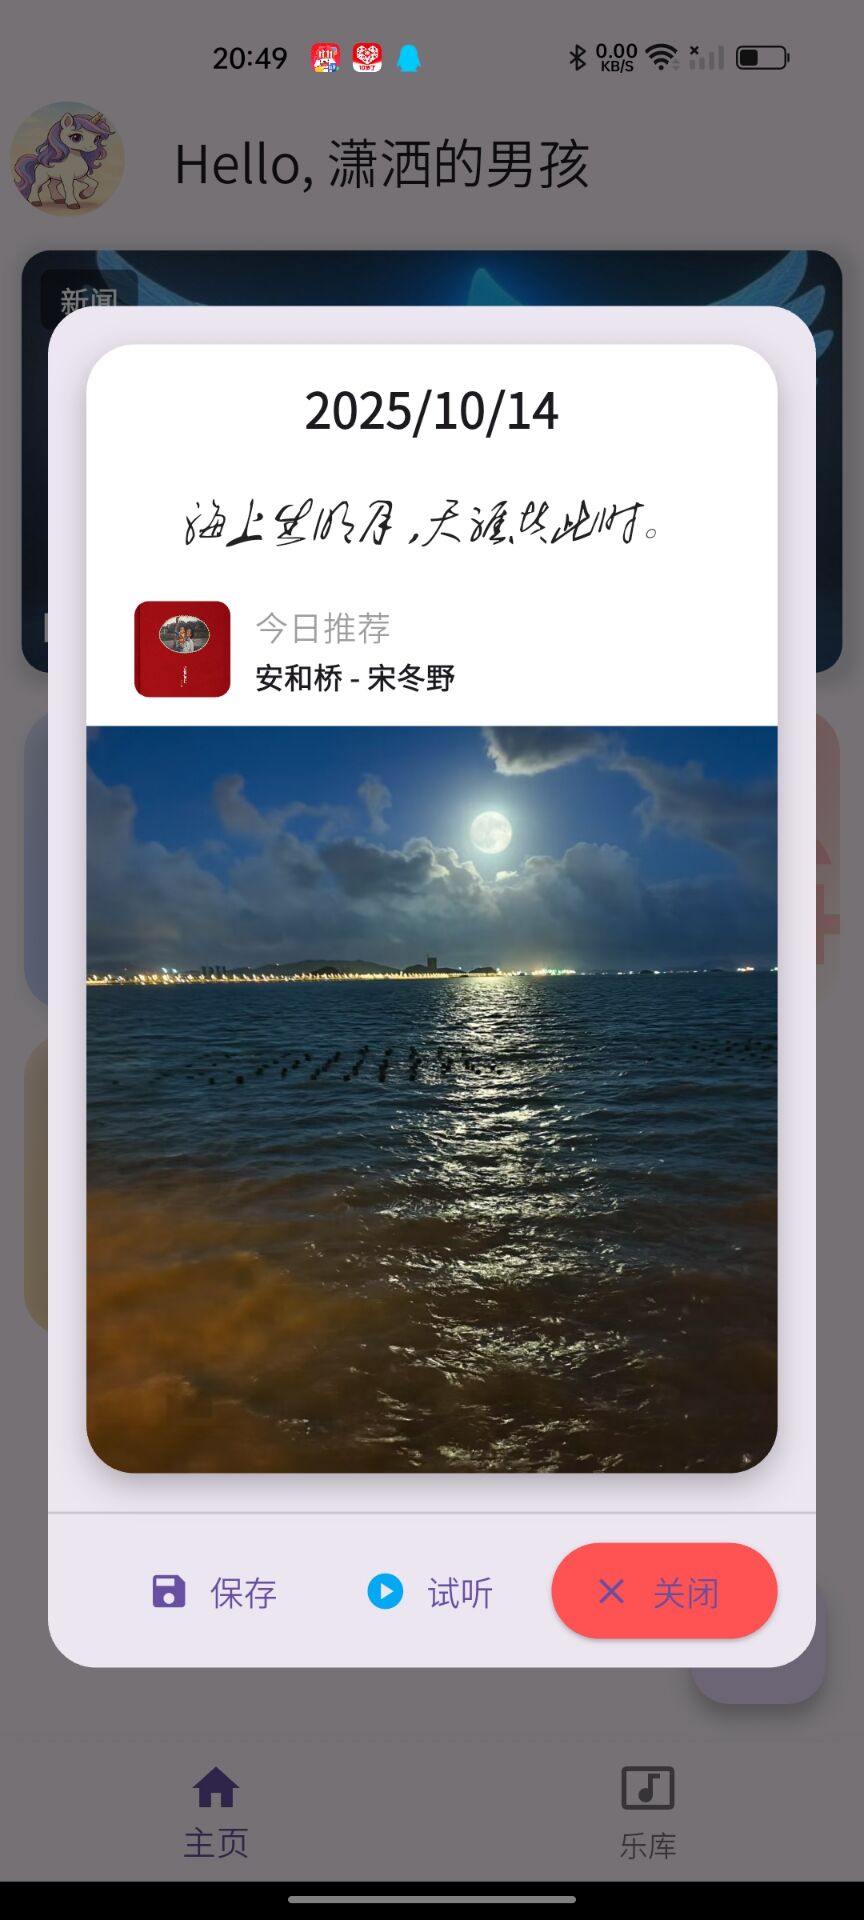 20:49
0.00
KB/S
Hello, 潇洒的男孩
新闻
2025/10/14
海上生明月,天涯共此时。
今日推荐
安和桥 - 宋冬野
保存
试听
关闭
主页
乐库